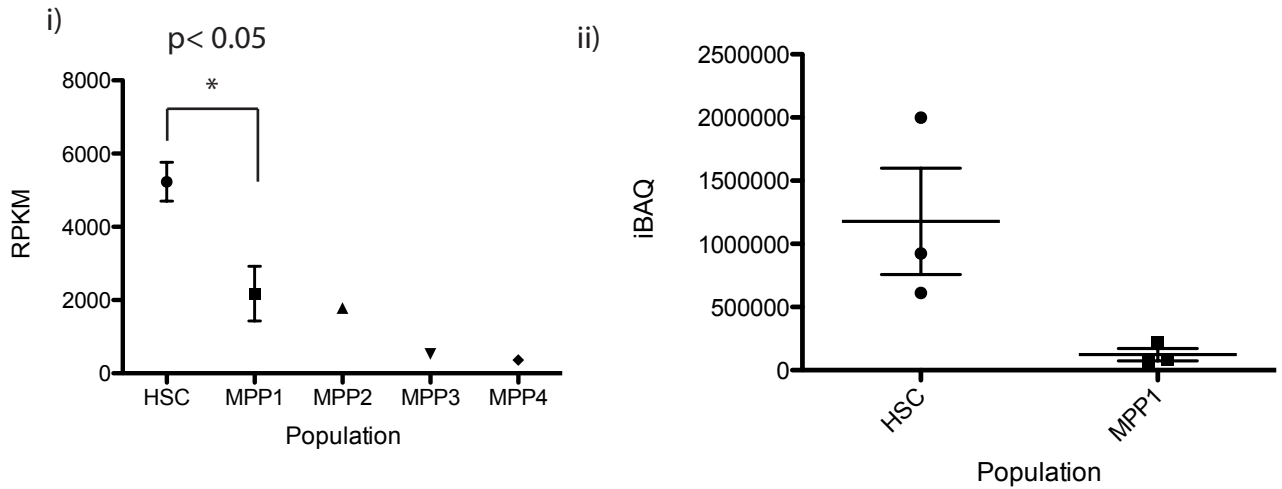 i)
p< 0.05
*
8000
6000
4000
2000
0
RPKM
HSC MPP1 MPP2 MPP3 MPP4
Population
ii)
2500000
2000000
1500000
1000000
500000
0
iBAQ
HSC
MPP1
Population